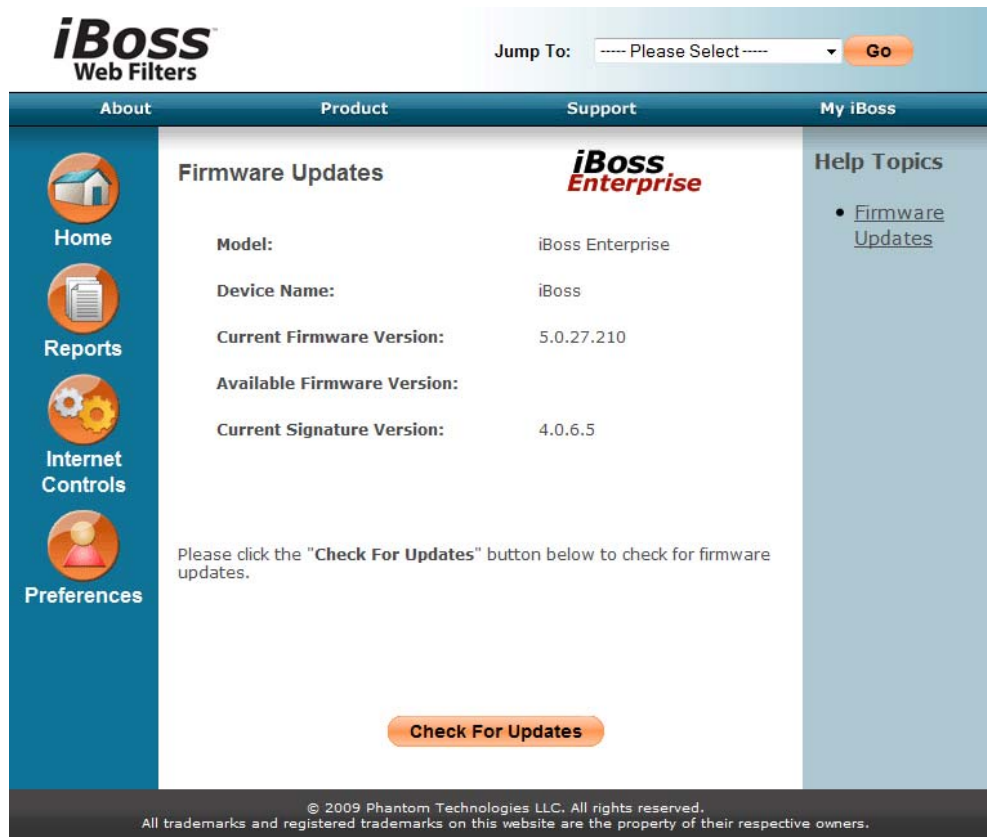 iBoss™
Web Filters
Jump To:
----- Please Select -----
Go
About
Product
Support
My iBoss
Home
Reports
Internet
Controls
Preferences
Firmware Updates
iBoss
Enterprise
Model:
iBoss Enterprise
Device Name:
iBoss
Current Firmware Version:
5.0.27.210
Available Firmware Version:
Current Signature Version:
4.0.6.5
Please click the "Check For Updates" button below to check for firmware
updates.
Check For Updates
Help Topics
• Firmware
Updates
© 2009 Phantom Technologies LLC. All rights reserved.
All trademarks and registered trademarks on this website are the property of their respective owners.